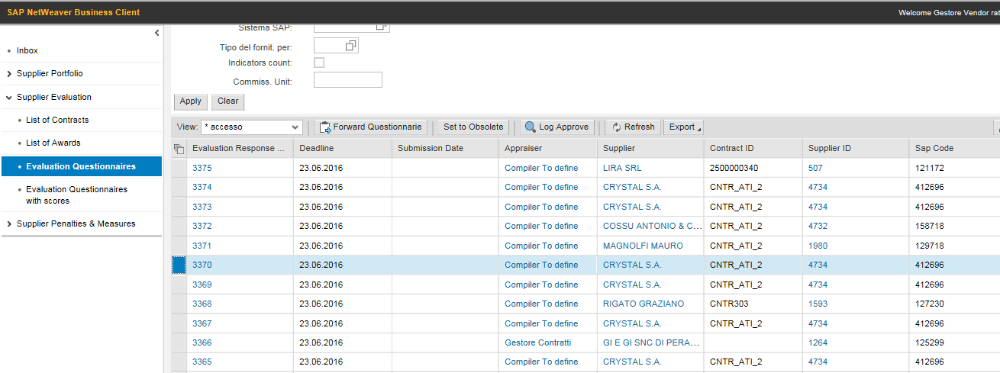 SAP NetWeaver Business Client
Welcome Gestore Vendor rat
Inbox
Supplier Portfolio
Supplier Evaluation
List of Contracts
List of Awards
Evaluation Questionnaires
Evaluation Questionnaires
with scores
Supplier Penalties & Measures
Sistema SAP:
Tipo del fornit. per:
Indicators count:
Commiss. Unit:
Apply Clear
View: * accesso Forward Questionnarie Set to Obsolete Log Approve Refresh Export
Evaluation Response ... Deadline Submission Date Appraiser Supplier Contract ID Supplier ID Sap Code
3375 23.06.2016 Compiler To define LIRA SRL 2500000340 507 121172
3374 23.06.2016 Compiler To define CRYSTAL S.A. CNTR_ATI_2 4734 412696
3373 23.06.2016 Compiler To define CRYSTAL S.A. CNTR_ATI_2 4734 412696
3372 23.06.2016 Compiler To define COSSU ANTONIO & C... CNTR_ATI_2 4732 158718
3371 23.06.2016 Compiler To define MAGNOLFI MAURO CNTR_ATI_2 1980 129718
3370 23.06.2016 Compiler To define CRYSTAL S.A. CNTR_ATI_2 4734 412696
3369 23.06.2016 Compiler To define CRYSTAL S.A. CNTR_ATI_2 4734 412696
3368 23.06.2016 Compiler To define RIGATO GRAZIANO CNTR303 1593 127230
3367 23.06.2016 Compiler To define CRYSTAL S.A. CNTR_ATI_2 4734 412696
3366 23.06.2016 Gestore Contratti GI E GI SNC DI PERA... 1264 125299
3365 23.06.2016 Compiler To define CRYSTAL S.A. CNTR_ATI_2 4734 412696